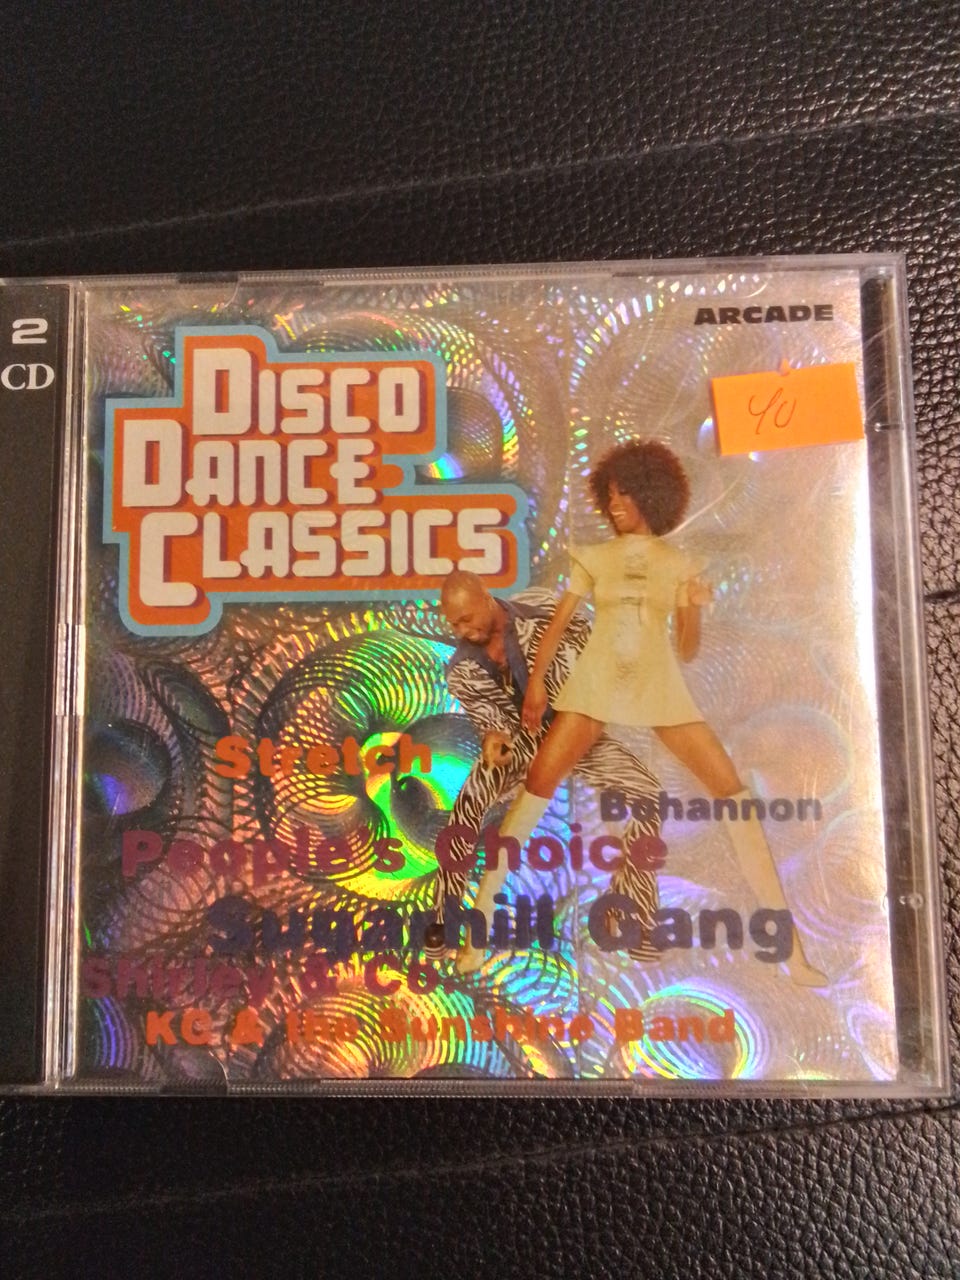 2
CD
ARCADE
DISCO
DANCE
CLASSICS
40
Stretch
Bohannon
People's Choice
Sugarhill Gang
Shirley & Co
KC & the Sunshine Band